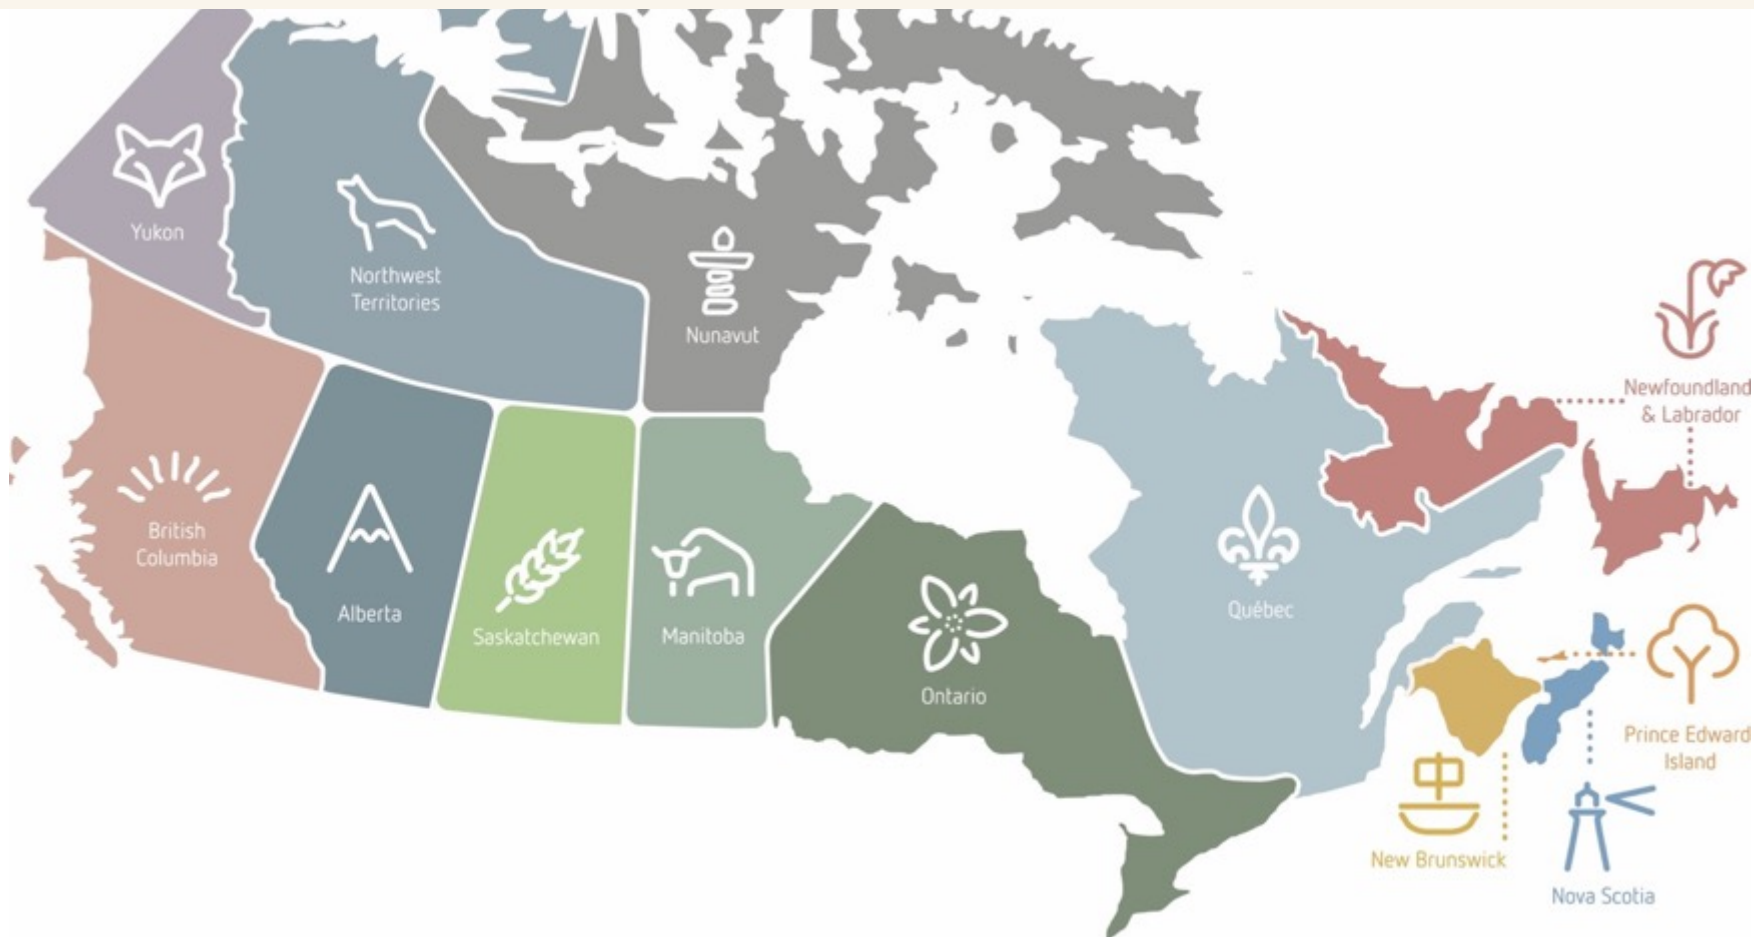 Yukon
Northwest
Territories
Nunavut
British
Columbia
Alberta
Saskatchewan
Manitoba
Ontario
Québec
Newfoundland
& Labrador
Prince Edward
Island
New Brunswick
Nova Scotia